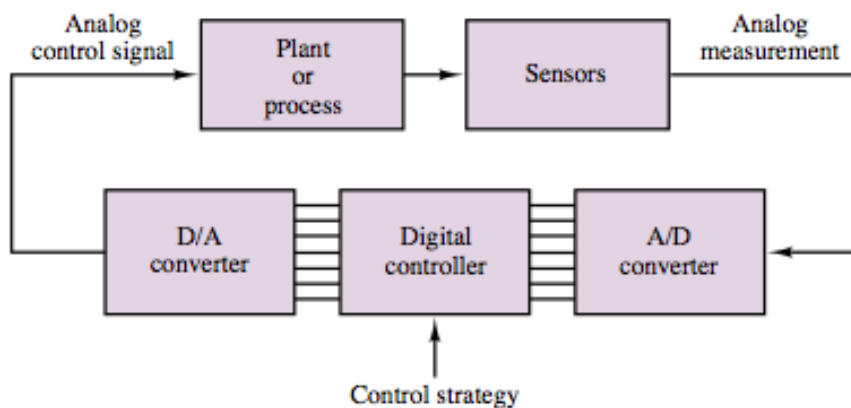 Analog
control signal
Plant
or
process
Sensors
Analog
measurement
D/A
converter
Digital
controller
A/D
converter
Control strategy